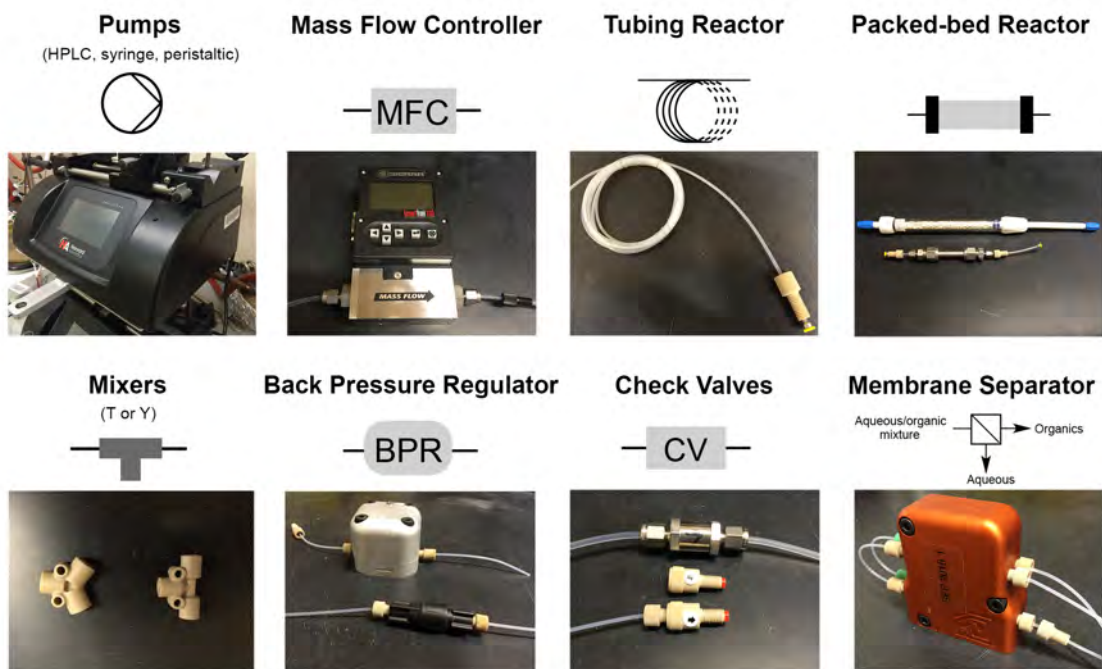 Pumps
(HPLC, syringe, peristaltic)
Mass Flow Controller
MFC
Tubing Reactor
Packed-bed Reactor
MASS FLOW
Mixers
(T or Y)
Back Pressure Regulator
BPR
Check Valves
CV
Membrane Separator
Aqueous/organic
mixture
Organics
Aqueous